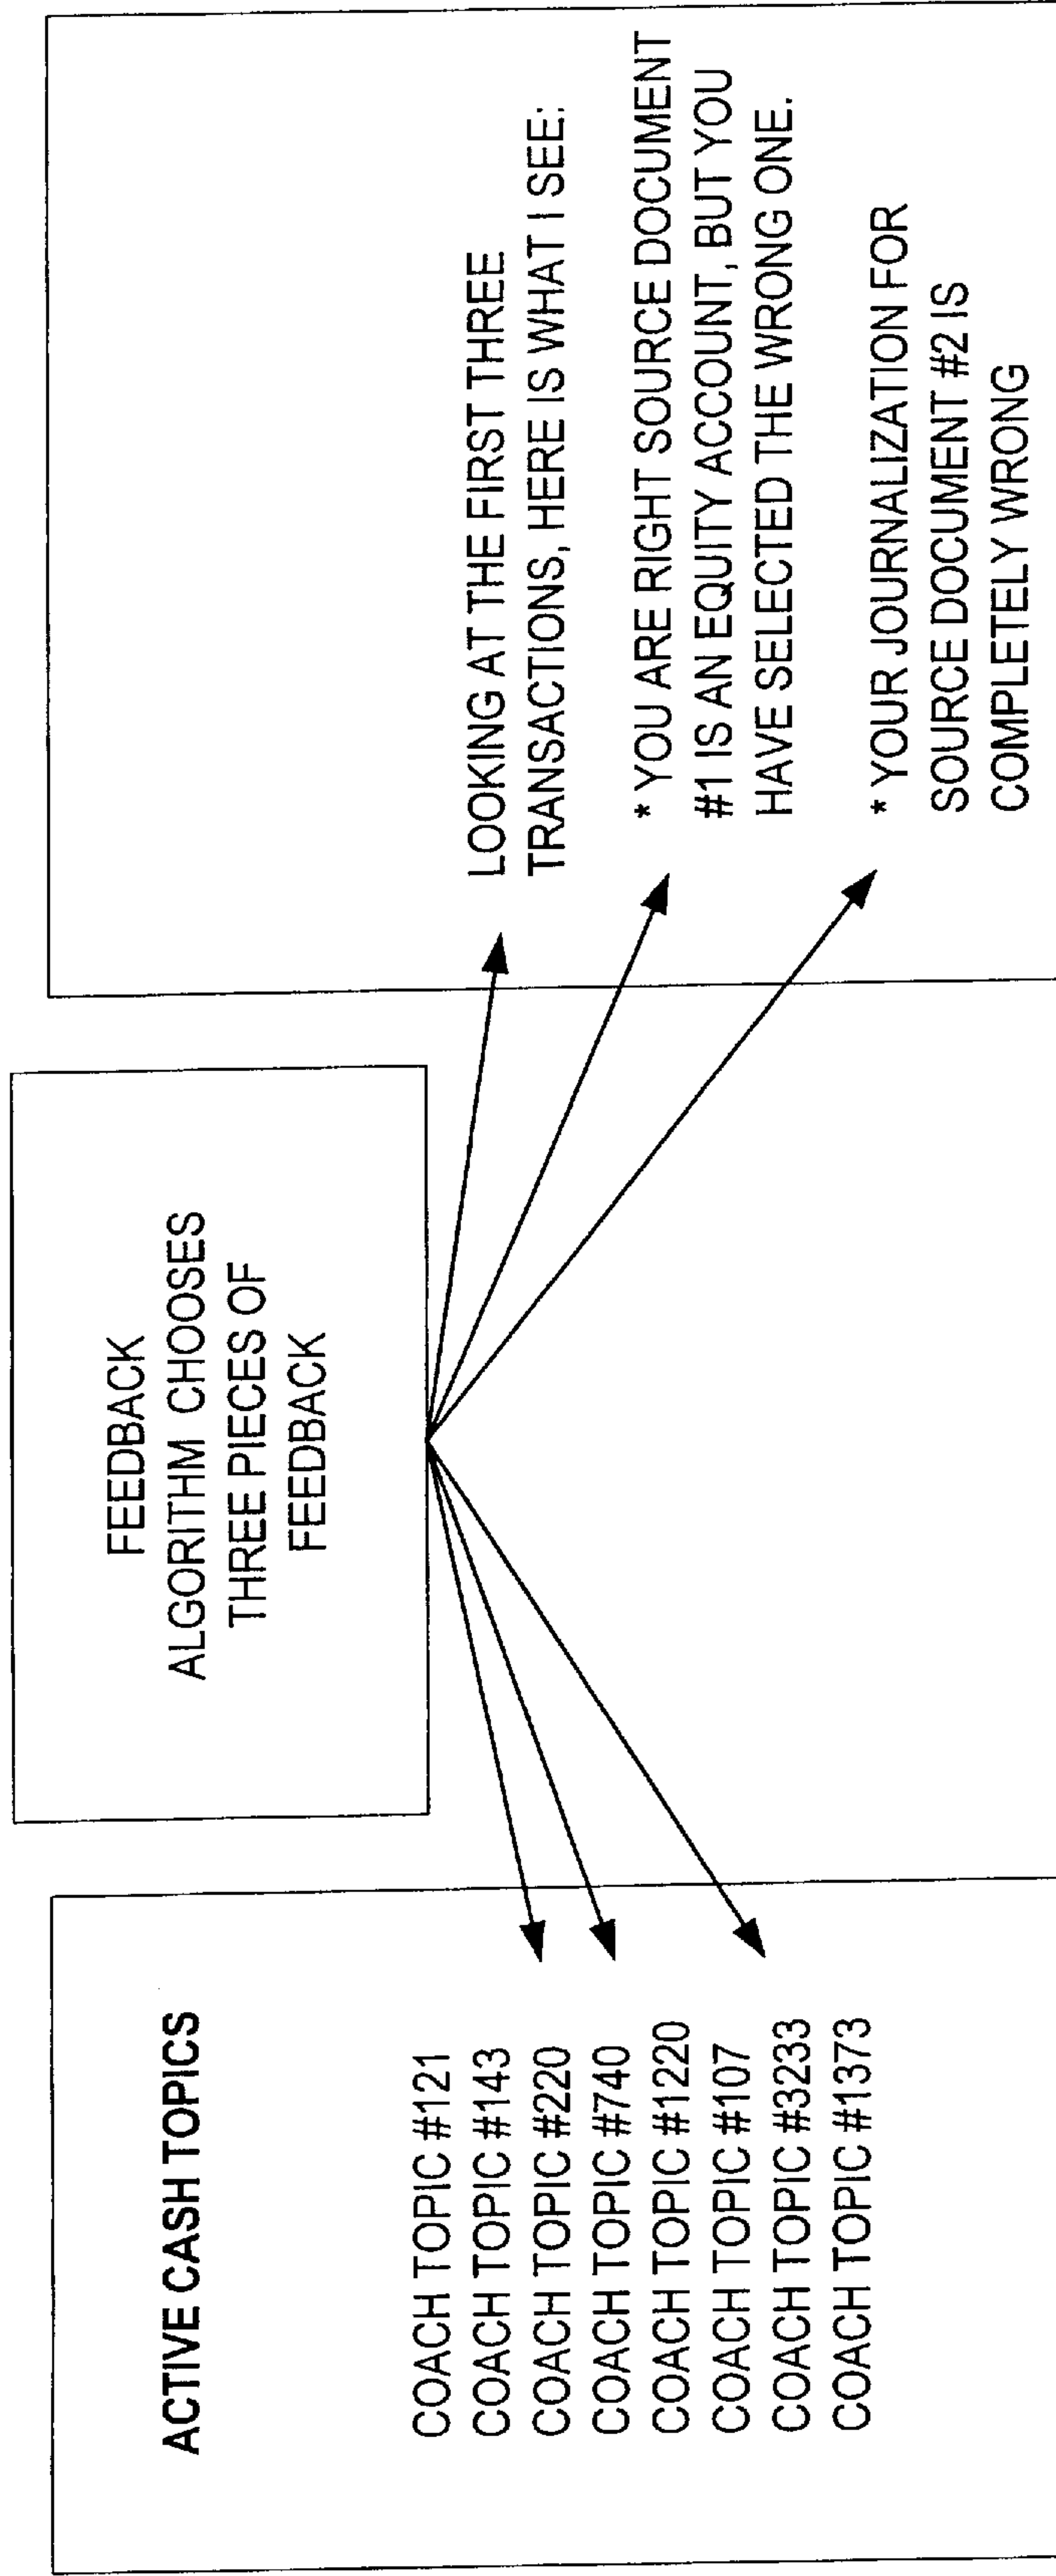 ACTIVE CASH TOPICS
COACH TOPIC #121
COACH TOPIC #143
COACH TOPIC #220
COACH TOPIC #740
COACH TOPIC #1220
COACH TOPIC #107
COACH TOPIC #3233
COACH TOPIC #1373
FEEDBACK
ALGORITHM CHOOSES
THREE PIECES OF
FEEDBACK
LOOKING AT THE FIRST THREE
TRANSACTIONS, HERE IS WHAT I SEE:
* YOU ARE RIGHT SOURCE DOCUMENT
#1 IS AN EQUITY ACCOUNT, BUT YOU
HAVE SELECTED THE WRONG ONE.
* YOUR JOURNALIZATION FOR
SOURCE DOCUMENT #2 IS
COMPLETELY WRONG